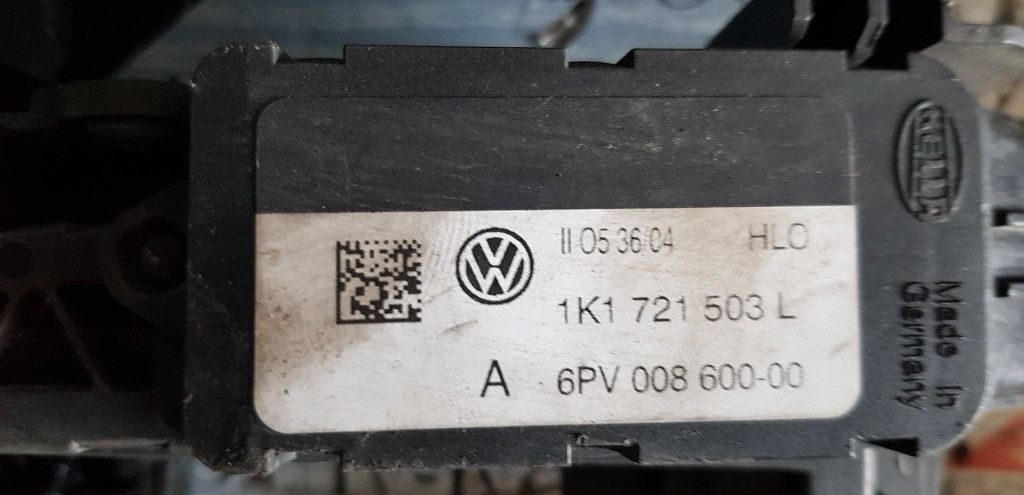 II 05 36/04 HLO
1K1 721 503 L
A 6PV 008 600-00
HELLA
Made in
Germany